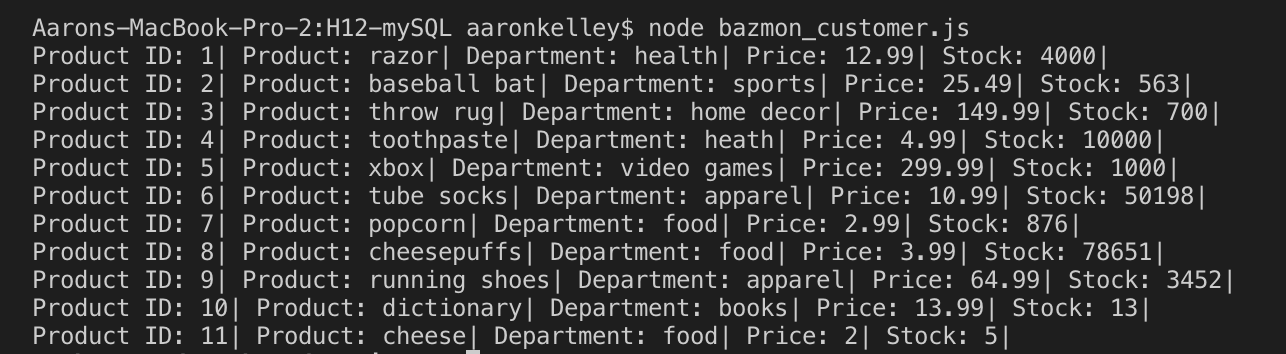 Aarons-MacBook-Pro-2:H12-mySQL aaronkelley$ node bazmon_customer.js
Product ID: 1| Product: razor| Department: health| Price: 12.99| Stock: 4000|
Product ID: 2| Product: baseball bat| Department: sports| Price: 25.49| Stock: 563|
Product ID: 3| Product: throw rug| Department: home decor| Price: 149.99| Stock: 700|
Product ID: 4| Product: toothpaste| Department: heath| Price: 4.99| Stock: 10000|
Product ID: 5| Product: xbox| Department: video games| Price: 299.99| Stock: 1000|
Product ID: 6| Product: tube socks| Department: apparel| Price: 10.99| Stock: 50198|
Product ID: 7| Product: popcorn| Department: food| Price: 2.99| Stock: 876|
Product ID: 8| Product: cheesepuffs| Department: food| Price: 3.99| Stock: 78651|
Product ID: 9| Product: running shoes| Department: apparel| Price: 64.99| Stock: 3452|
Product ID: 10| Product: dictionary| Department: books| Price: 13.99| Stock: 13|
Product ID: 11| Product: cheese| Department: food| Price: 2| Stock: 5|